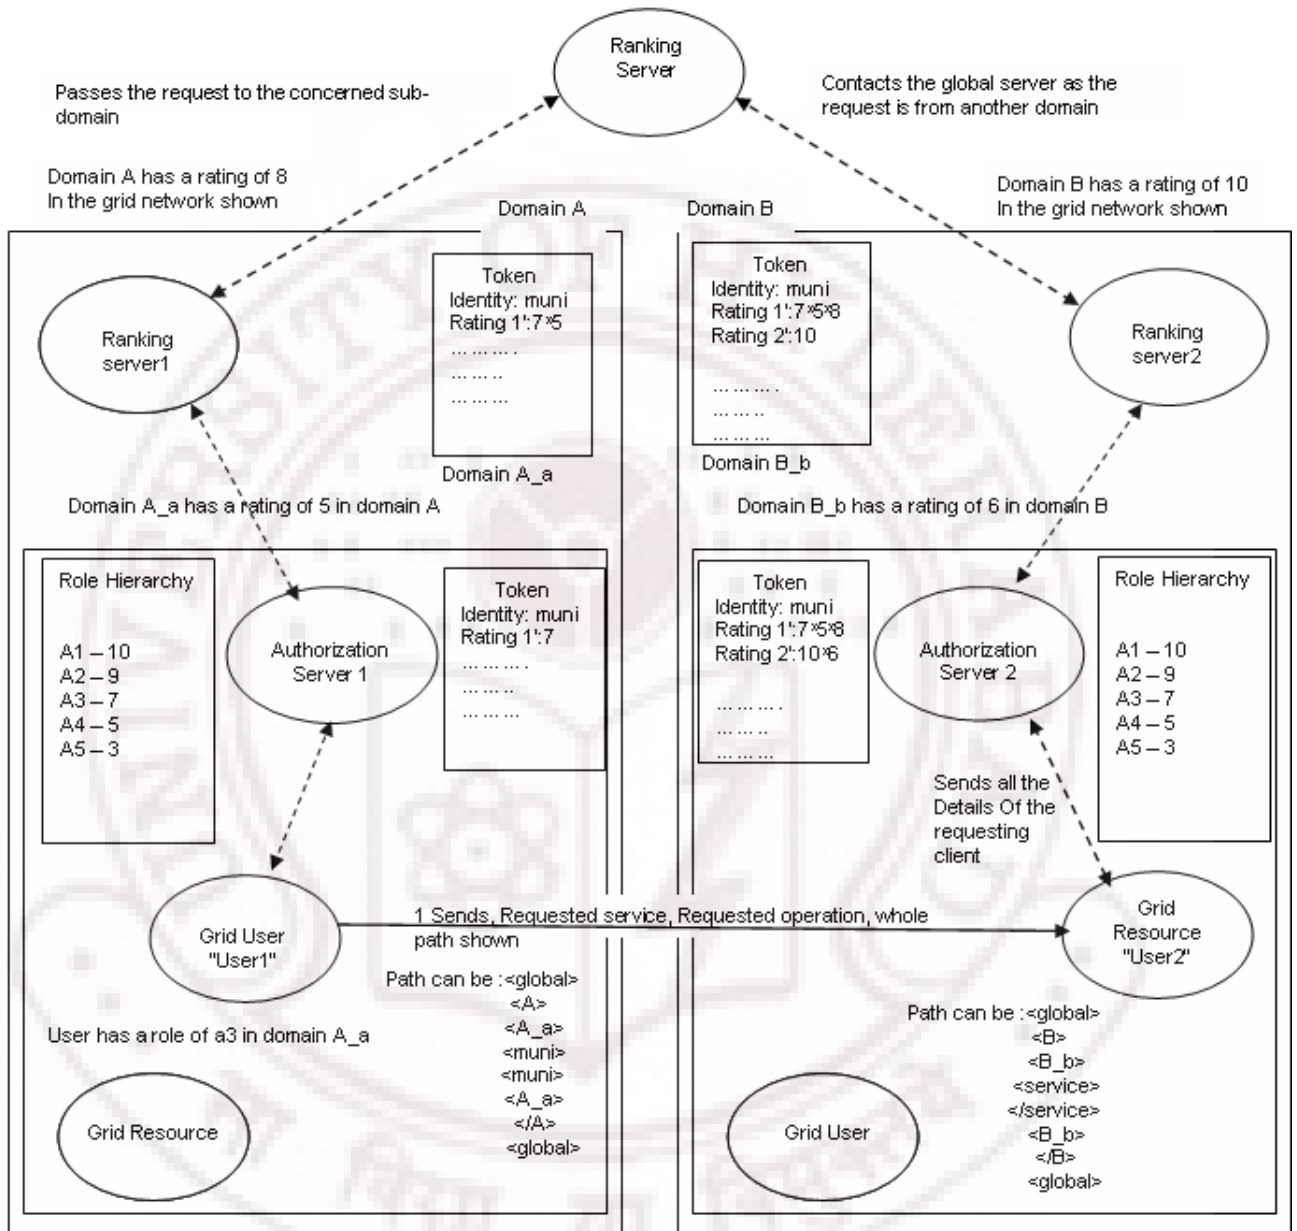 Ranking
Server
Passes the request to the concerned sub-
domain
Contacts the global server as the
request is from another domain
Domain A has a rating of 8
In the grid network shown
Domain B has a rating of 10
In the grid network shown
Domain A
Domain B
Ranking
server1
Token
Identity: muni
Rating 1':7*5
... ... ... .
... ... ..
... ... ...
Domain A_a
Token
Identity: muni
Rating 1':7*5*8
Rating 2':10
... ... ... .
... ... ..
... ... ...
Domain B_b
Ranking
server2
Domain A_a has a rating of 5 in domain A
Domain B_b has a rating of 6 in domain B
Role Hierarchy
A1 – 10
A2 – 9
A3 – 7
A4 – 5
A5 – 3
Authorization
Server 1
Token
Identity: muni
Rating 1':7
... ... ... .
... ... ..
... ... ...
Token
Identity: muni
Rating 1':7*5*8
Rating 2':10*6
... ... ... .
... ... ..
... ... ...
Authorization
Server 2
Role Hierarchy
A1 – 10
A2 – 9
A3 – 7
A4 – 5
A5 – 3
Sends all the
Details Of the
requesting
client
Grid User
"User1"
1 Sends, Requested service, Requested operation, whole
path shown
Grid
Resource
"User2"
Path can be :<global>
<A>
<A_a>
<muni>
<muni>
<A_a>
</A>
<global>
User has a role of a3 in domain A_a
Grid Resource
Path can be :<global>
<B>
<B_b>
<service>
</service>
<B_b>
</B>
<global>
Grid User